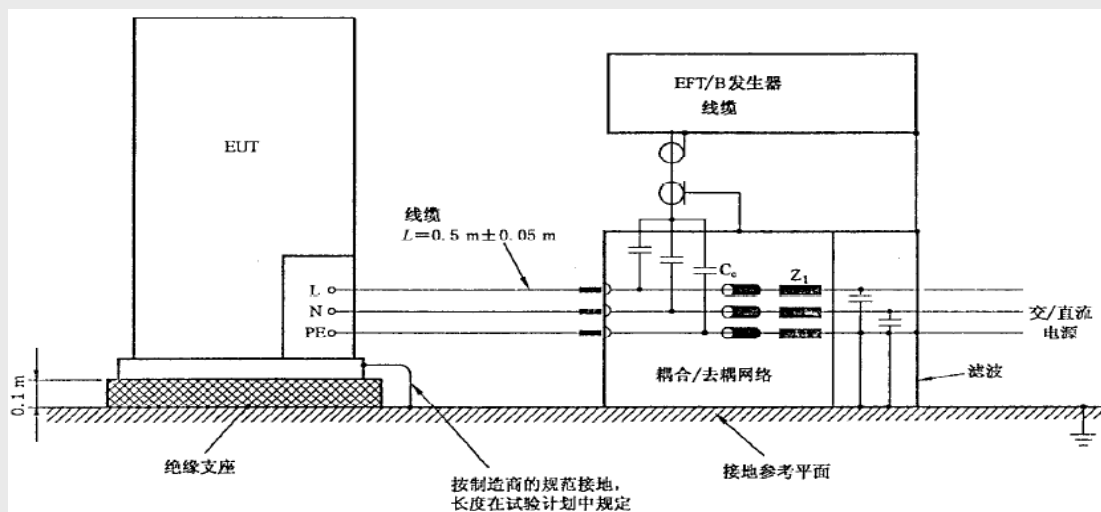 EFT/B发生器
线缆
EUT
线缆
L=0.5 m±0.05 m
Cc
Z1
L
N
PE
交/直流
电源
耦合/去耦网络
滤波
0.1 m
绝缘支座
接地参考平面
按制造商的规范接地，
长度在试验计划中规定